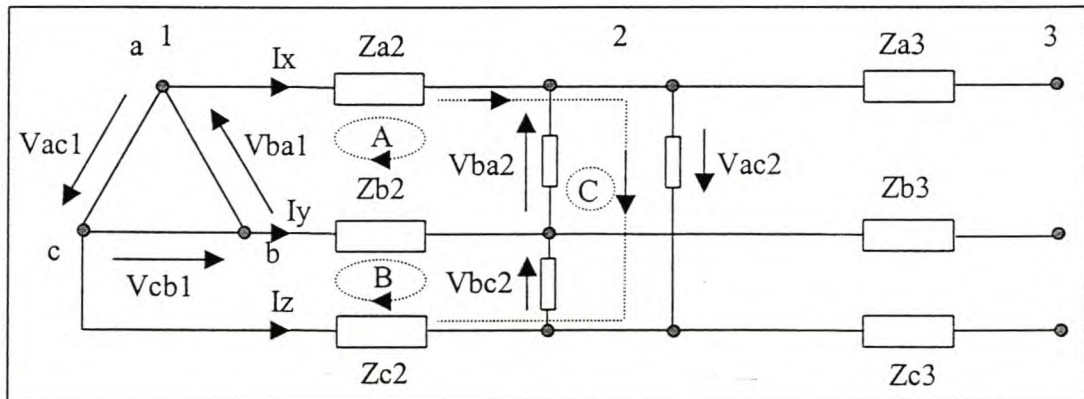 a 1 Ix Za2 2 Za3 3
Vac1 Vba1 A Vba2 C Vac2
Zb2 Zb3
c b Iy
Vcb1 B Vbc2
Iz
Zc2 Zc3